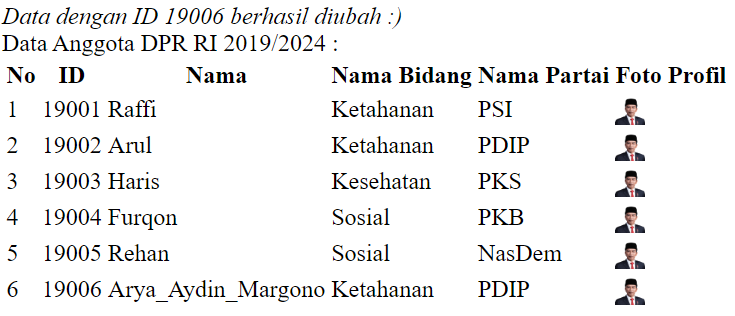 Data dengan ID 19006 berhasil diubah :)
Data Anggota DPR RI 2019/2024 :
No ID Nama Nama Bidang Nama Partai Foto Profil
1 19001 Raffi Ketahanan PSI
2 19002 Arul Ketahanan PDIP
3 19003 Haris Kesehatan PKS
4 19004 Furqon Sosial PKB
5 19005 Rehan Sosial NasDem
6 19006 Arya_Aydin_Margono Ketahanan PDIP